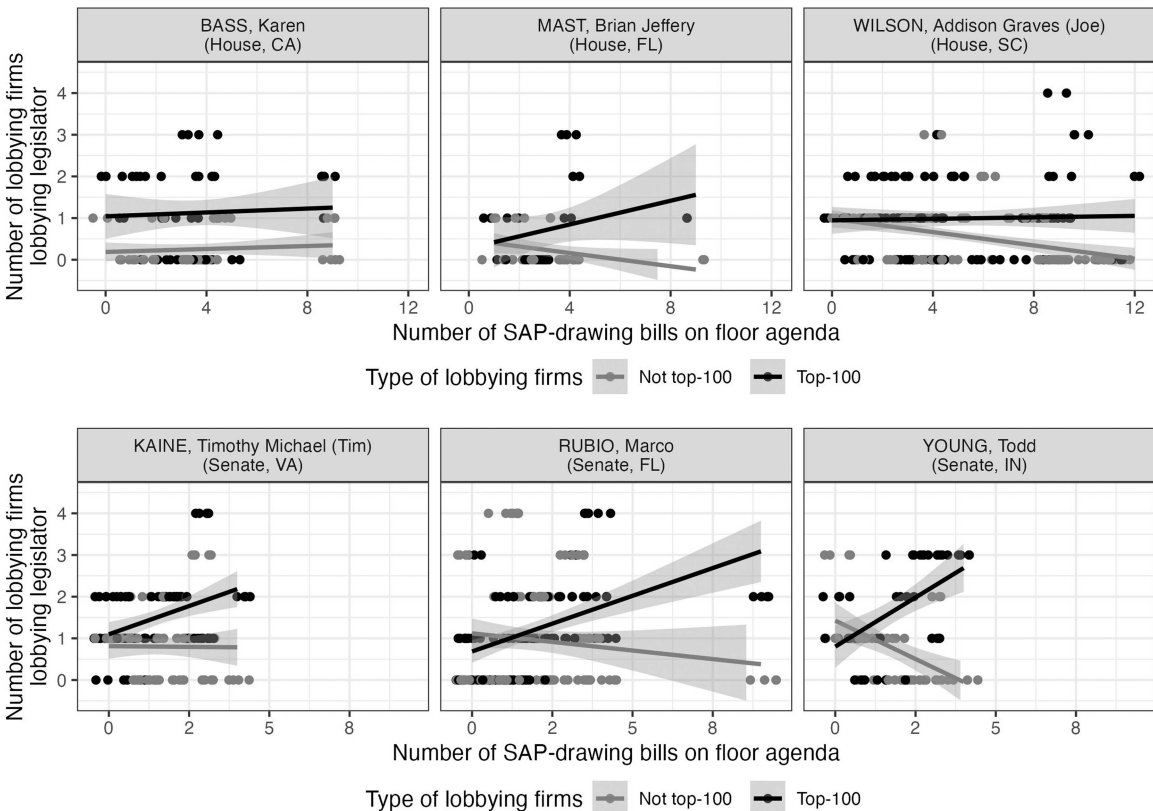 BASS, Karen
(House, CA)
MAST, Brian Jeffery
(House, FL)
WILSON, Addison Graves (Joe)
(House, SC)
Number of lobbying firms
lobbying legislator
4
3
2
1
0
0 4 8 12
0 4 8 12
0 4 8 12
Number of SAP-drawing bills on floor agenda
Type of lobbying firms Not top-100 Top-100
KAINE, Timothy Michael (Tim)
(Senate, VA)
RUBIO, Marco
(Senate, FL)
YOUNG, Todd
(Senate, IN)
Number of lobbying firms
lobbying legislator
4
3
2
1
0
0 2 5 8
0 2 5 8
0 2 5 8
Number of SAP-drawing bills on floor agenda
Type of lobbying firms Not top-100 Top-100